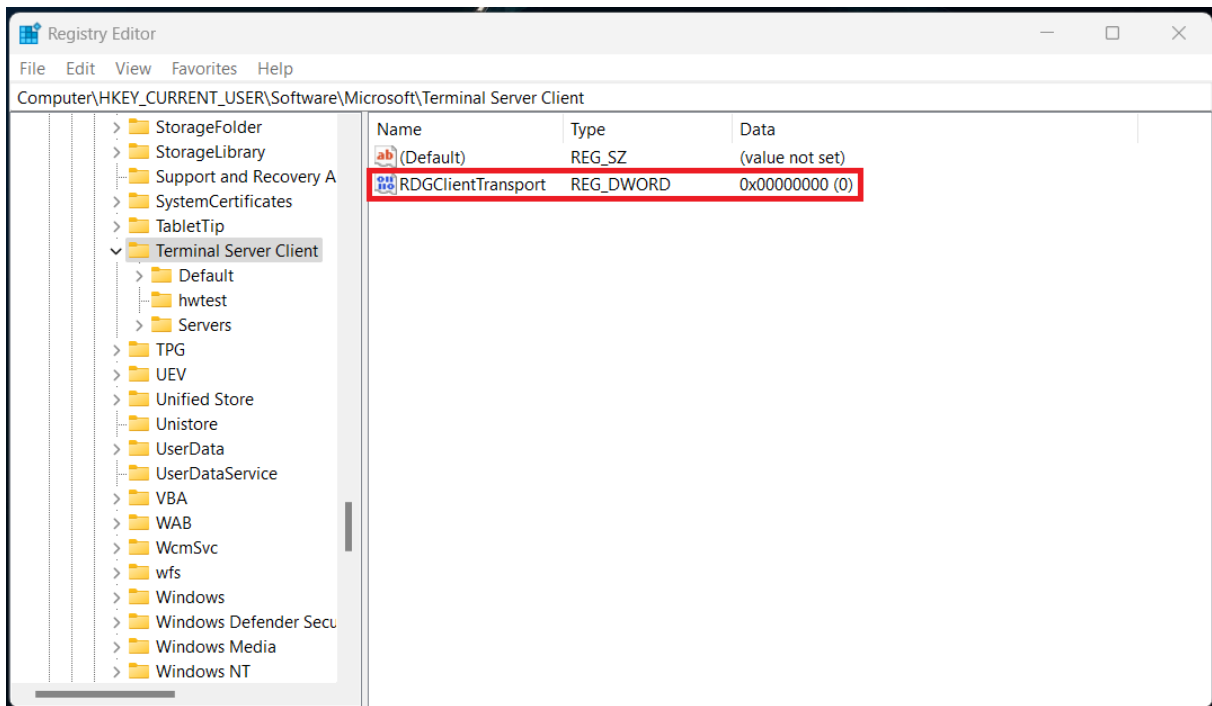 Registry Editor
File Edit View Favorites Help
Computer\HKEY_CURRENT_USER\Software\Microsoft\Terminal Server Client
StorageFolder
StorageLibrary
Support and Recovery A
SystemCertificates
TabletTip
Terminal Server Client
Default
hwtest
Servers
TPG
UEV
Unified Store
Unistore
UserData
UserDataService
VBA
WAB
WcmSvc
wfs
Windows
Windows Defender Secu
Windows Media
Windows NT
Name Type Data
(Default) REG_SZ (value not set)
RDGClientTransport REG_DWORD 0x00000000 (0)